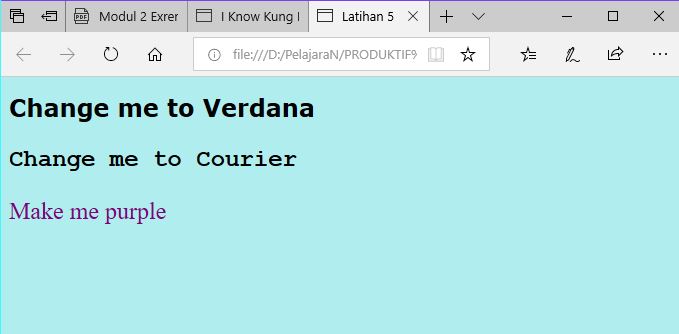 Modul 2 Exrer
I Know Kung I
Latihan 5
file:///D:/PelajaraN/PRODUKTIF9
Change me to Verdana
Change me to Courier
Make me purple